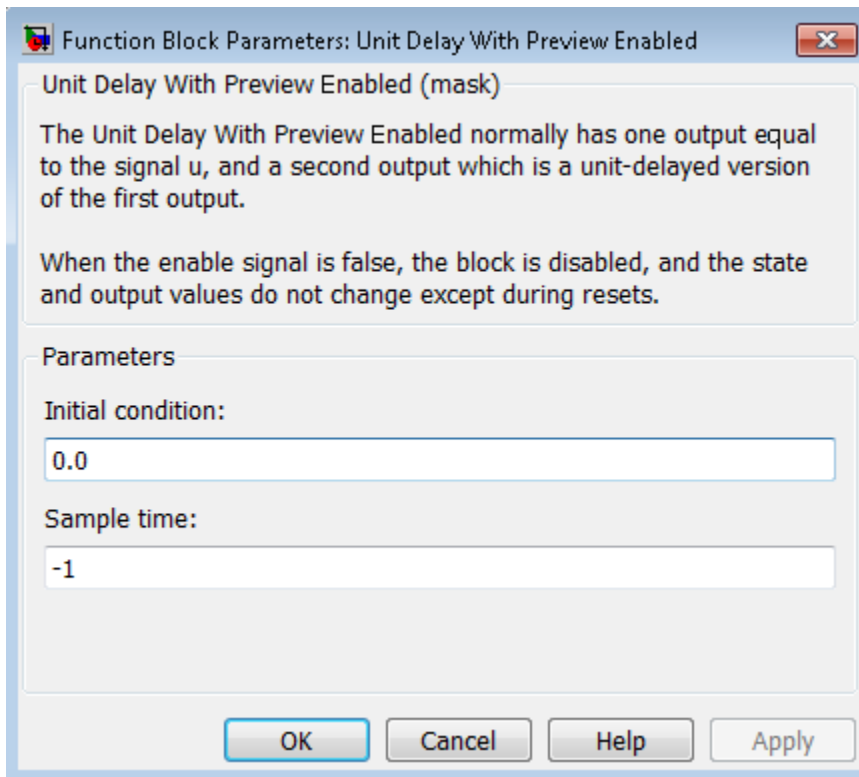 Function Block Parameters: Unit Delay With Preview Enabled
Unit Delay With Preview Enabled (mask)
The Unit Delay With Preview Enabled normally has one output equal
to the signal u, and a second output which is a unit-delayed version
of the first output.
When the enable signal is false, the block is disabled, and the state
and output values do not change except during resets.
Parameters
Initial condition:
0.0
Sample time:
-1
OK Cancel Help Apply